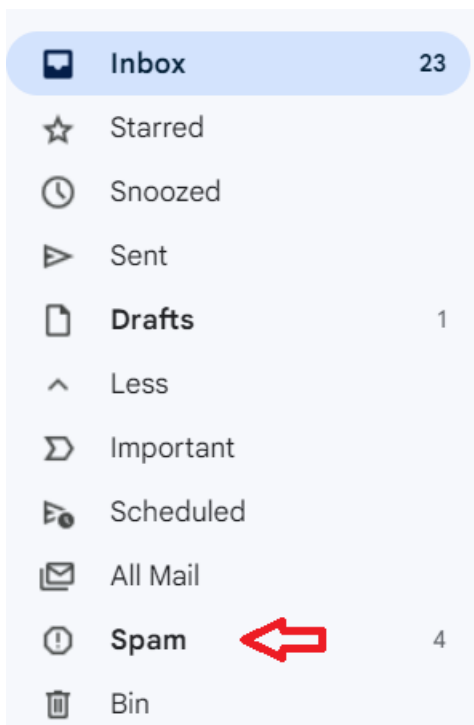 Inbox 23
Starred
Snoozed
Sent
Drafts 1
Less
Important
Scheduled
All Mail
Spam 4
Bin